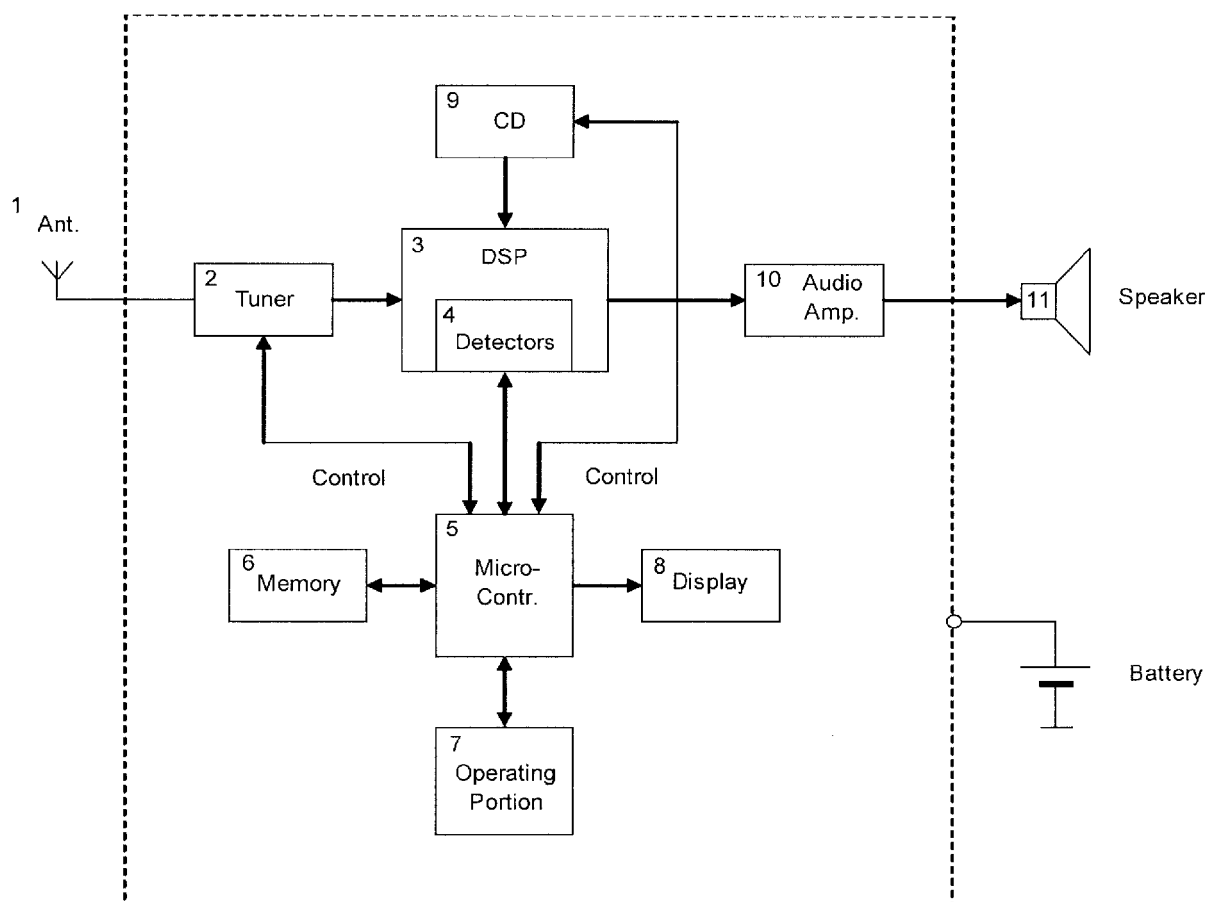 9
CD
1
Ant.
3
DSP
2
Tuner
4
Detectors
10
Audio
Amp.
11
Speaker
Control
Control
5
Micro-
Contr.
6
Memory
8
Display
Battery
7
Operating
Portion